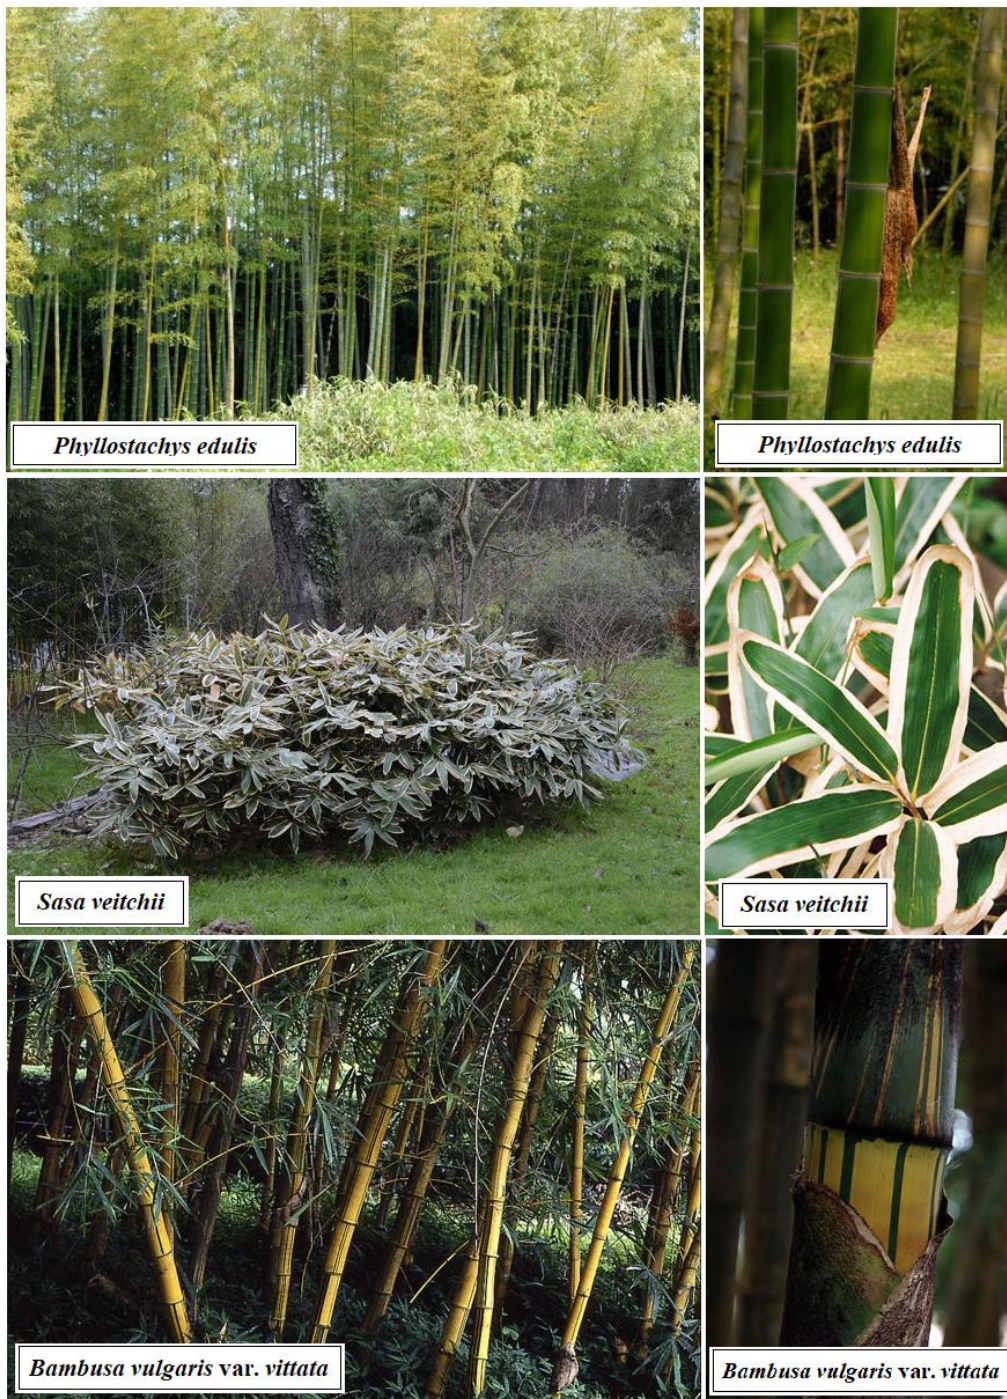 Phyllostachys edulis
Phyllostachys edulis
Sasa veitchii
Sasa veitchii
Bambusa vulgaris var. vittata
Bambusa vulgaris var. vittata